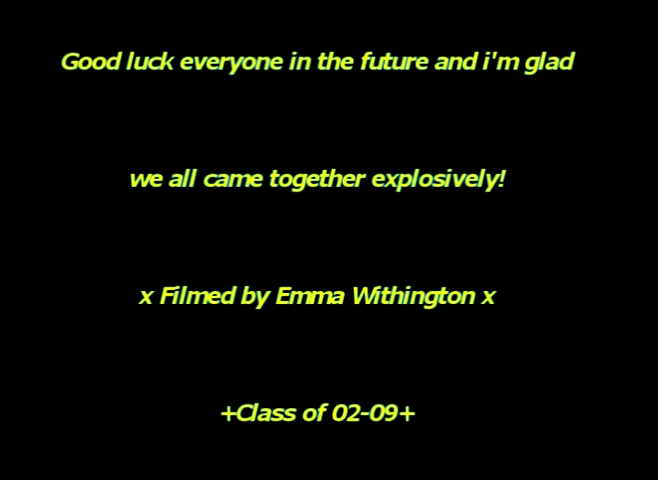 Good luck everyone in the future and i'm glad
we all came together explosively!
x Filmed by Emma Withington x
+Class of 02-09+